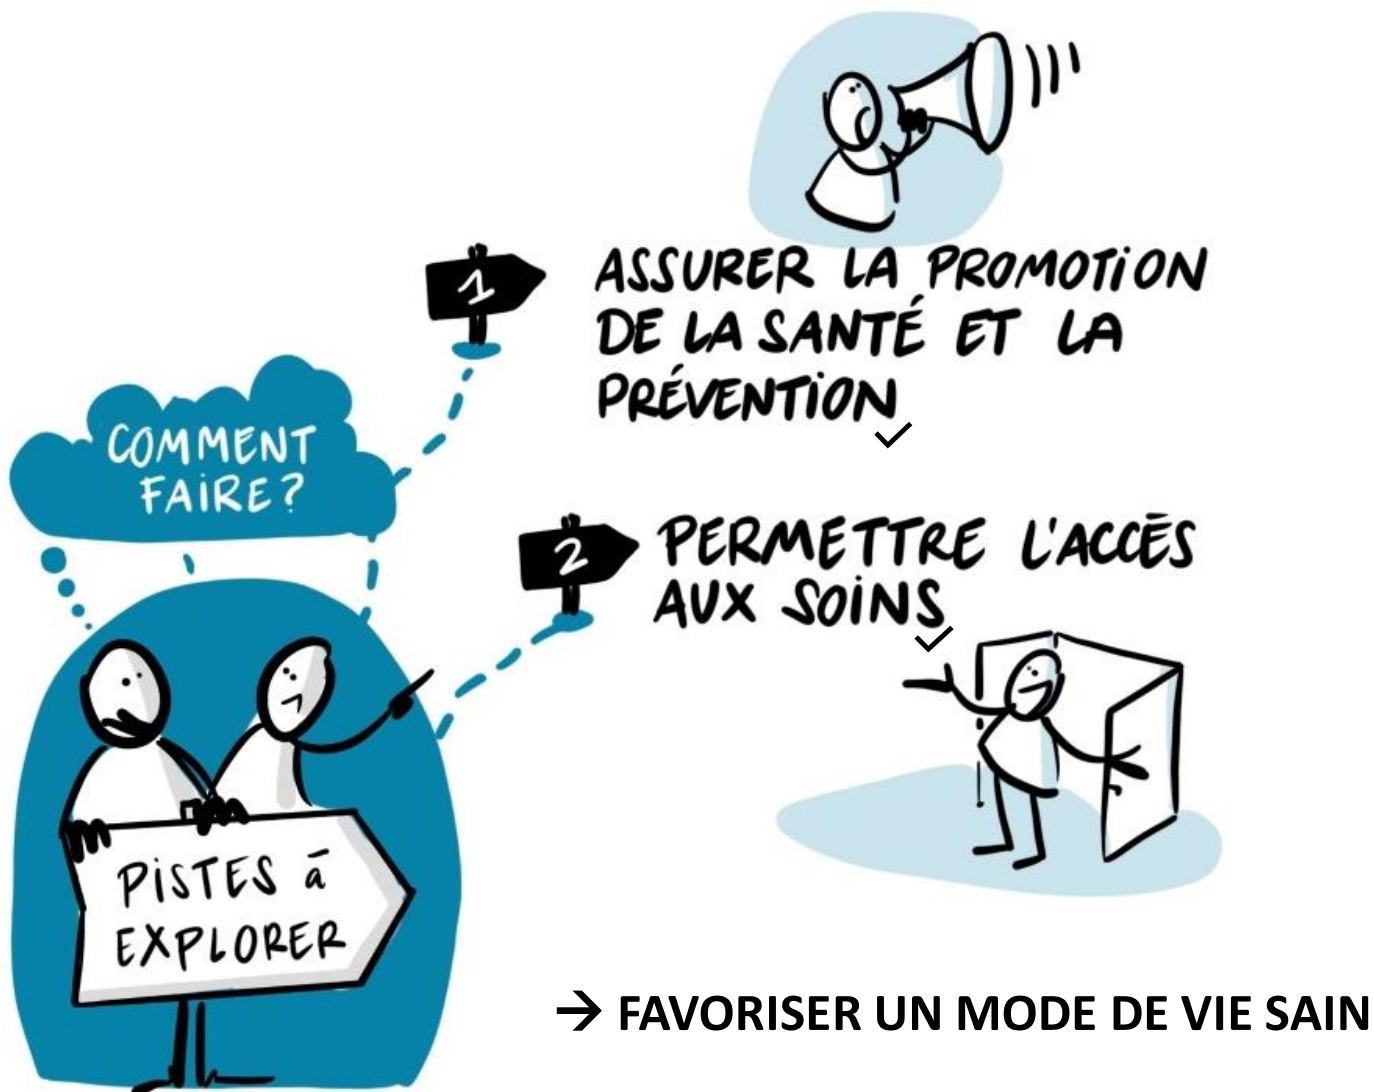 1
ASSURER LA PROMOTION
DE LA SANTÉ ET LA
PRÉVENTION
COMMENT
FAIRE?
2
PERMETTRE L'ACCÈS
AUX SOINS
PISTES à
EXPLORER
→ FAVORISER UN MODE DE VIE SAIN